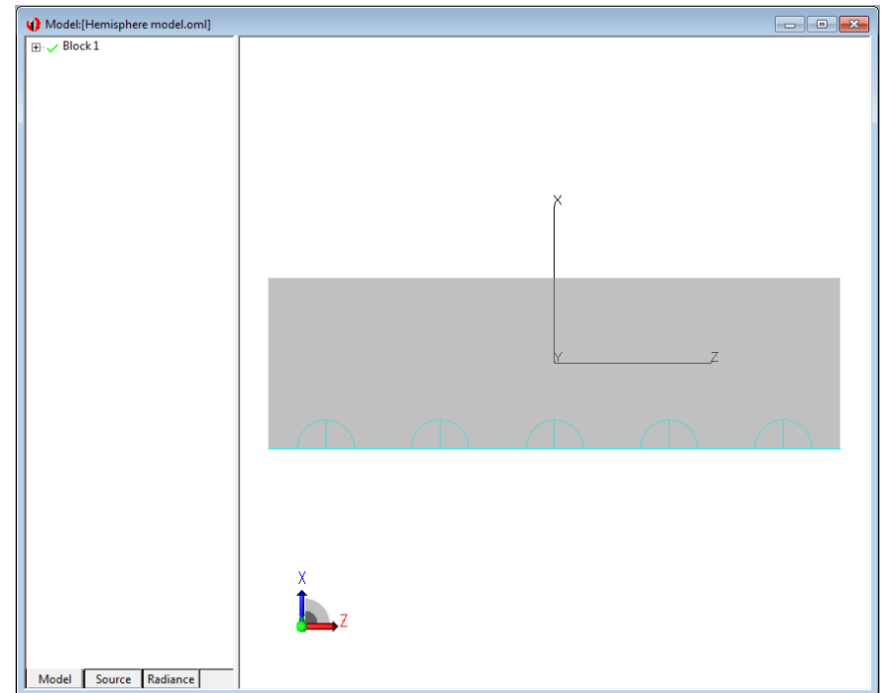 Model:[Hemisphere model.oml]
Block 1
X
Y
Z
X
Z
Model Source Radiance